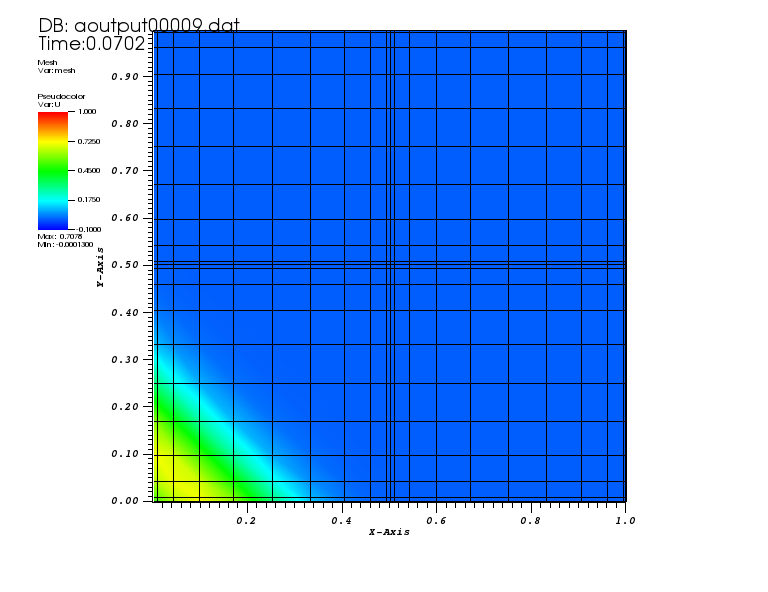 DB: aoutput00009.dat
Time:0.0702
Mesh
Var: mesh
Pseudocolor
Var: U
1.000
0.7250
0.4500
0.1750
-0.1000
Max: 0.7078
Min: -0.0001300
Y-Axis
0.90
0.80
0.70
0.60
0.50
0.40
0.30
0.20
0.10
0.00
0.2
0.4
0.6
0.8
1.0
X-Axis